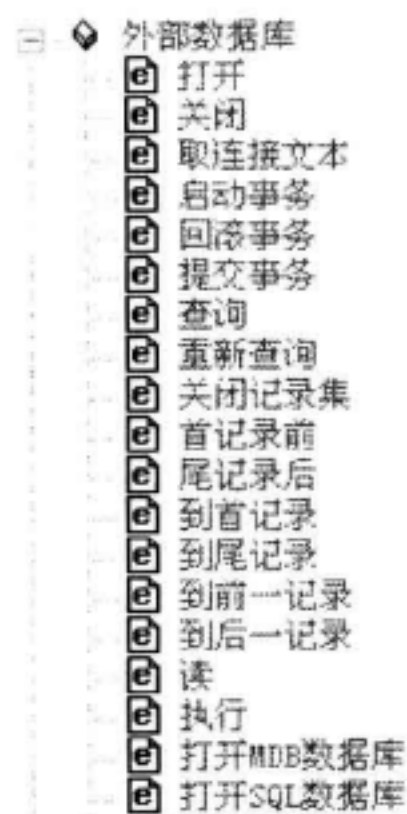 外部数据库
打开
关闭
取连接文本
启动事务
回滚事务
提交事务
查询
重新查询
关闭记录集
首记录前
尾记录后
到首记录
到尾记录
到前一记录
到后一记录
读
执行
打开MDB数据库
打开SQL数据库